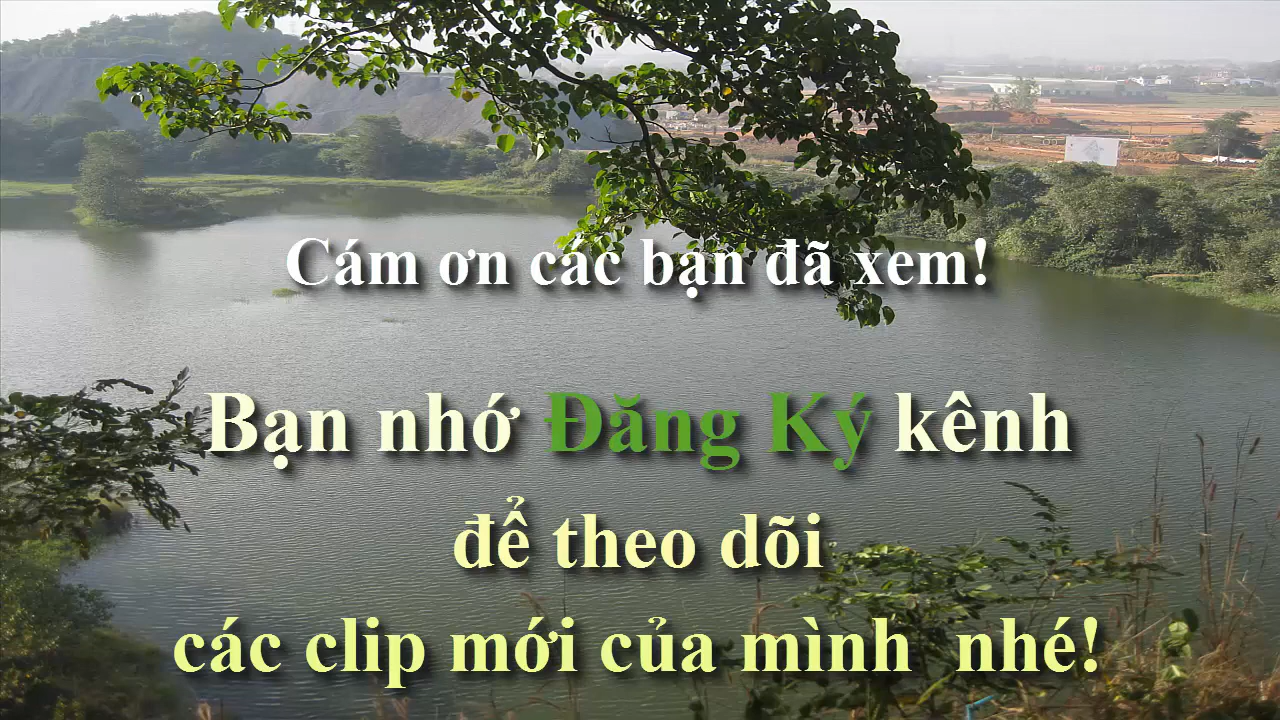 Cám ơn các bạn đã xem!
Bạn nhớ Đăng Ký kênh
để theo dõi
các clip mới của mình nhé!